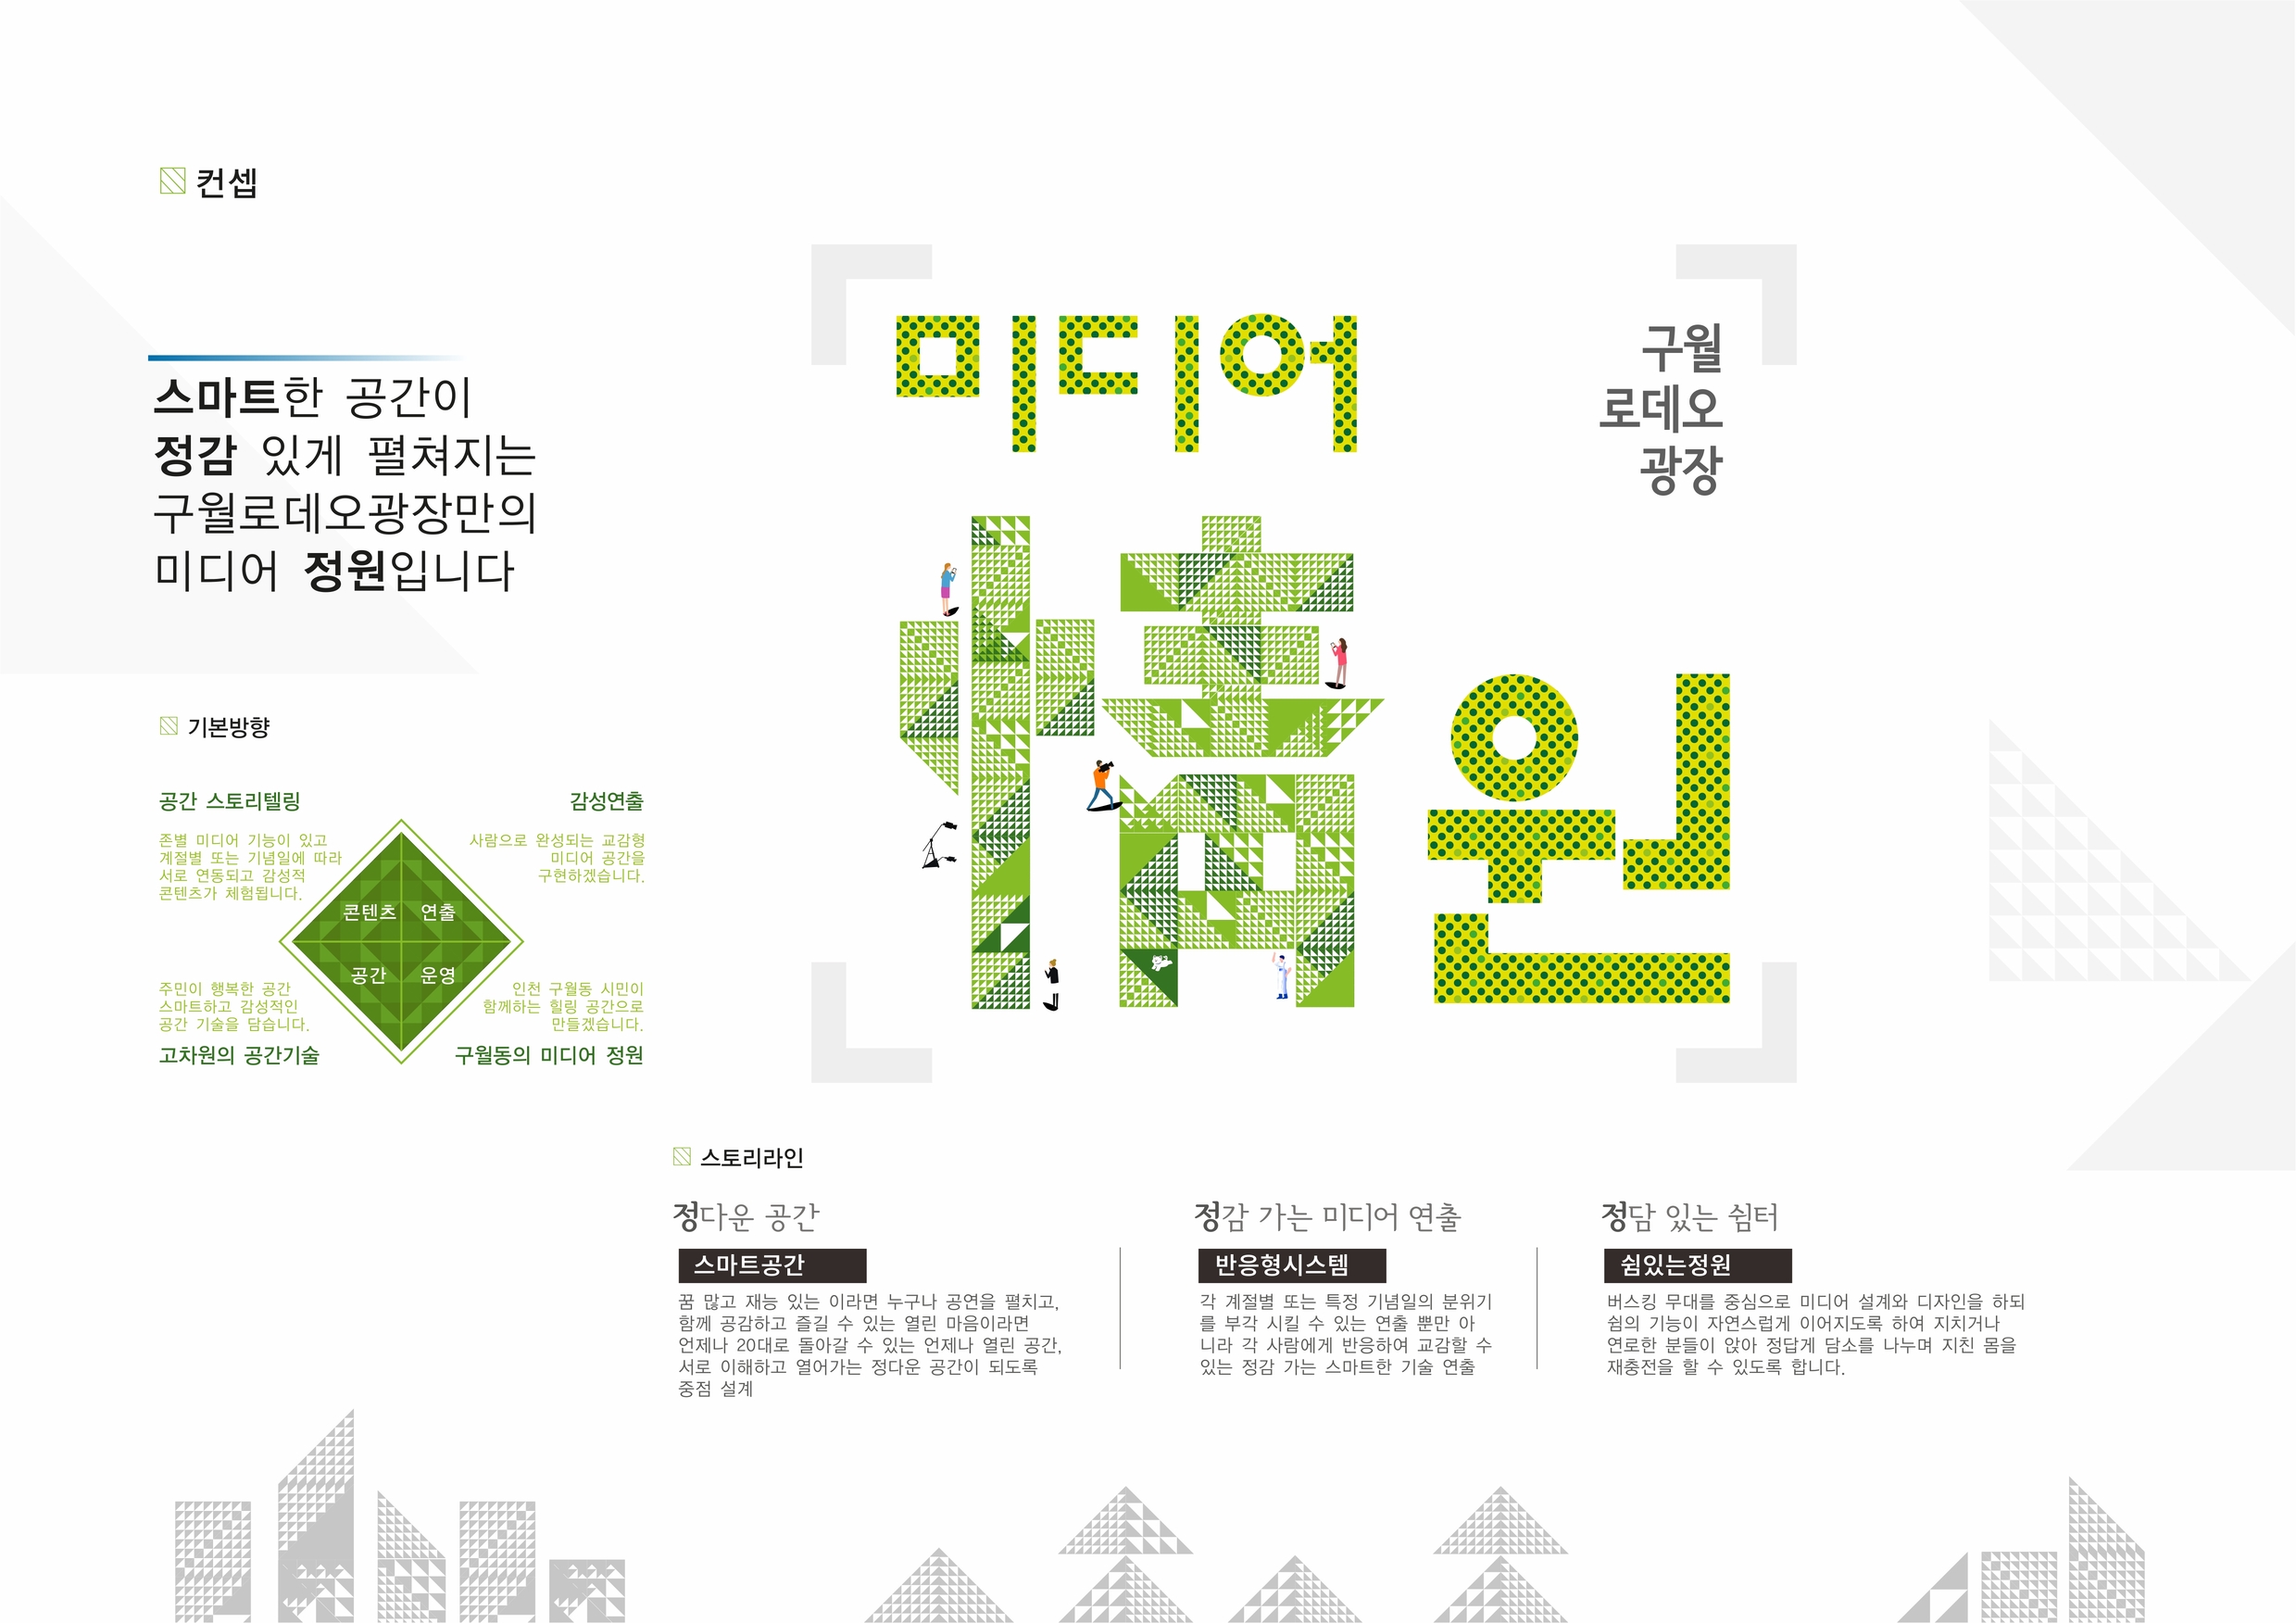 컨셉
스마트한 공간이
정감 있게 펼쳐지는
구월로데오광장만의
미디어 정원입니다
미디어
情원
구월
로데오
광장
기본방향
공간 스토리텔링
존별 미디어 기능이 있고
계절별 또는 기념일에 따라
서로 연동되고 감성적
콘텐츠가 체험됩니다.
감성연출
사람으로 완성되는 교감형
미디어 공간을
구현하겠습니다.
콘텐츠
연출
공간
운영
주민이 행복한 공간
스마트하고 감성적인
공간 기술을 담습니다.
고차원의 공간기술
인천 구월동 시민이
함께하는 힐링 공간으로
만들겠습니다.
구월동의 미디어 정원
스토리라인
정다운 공간
스마트공간
꿈 많고 재능 있는 이라면 누구나 공연을 펼치고,
함께 공감하고 즐길 수 있는 열린 마음이라면
언제나 20대로 돌아갈 수 있는 언제나 열린 공간,
서로 이해하고 열어가는 정다운 공간이 되도록
중점 설계
정감 가는 미디어 연출
반응형시스템
각 계절별 또는 특정 기념일의 분위기
를 부각 시킬 수 있는 연출 뿐만 아
니라 각 사람에게 반응하여 교감할 수
있는 정감 가는 스마트한 기술 연출
정담 있는 쉼터
쉼있는정원
버스킹 무대를 중심으로 미디어 설계와 디자인을 하되
쉼의 기능이 자연스럽게 이어지도록 하여 지치거나
연로한 분들이 앉아 정답게 담소를 나누며 지친 몸을
재충전을 할 수 있도록 합니다.